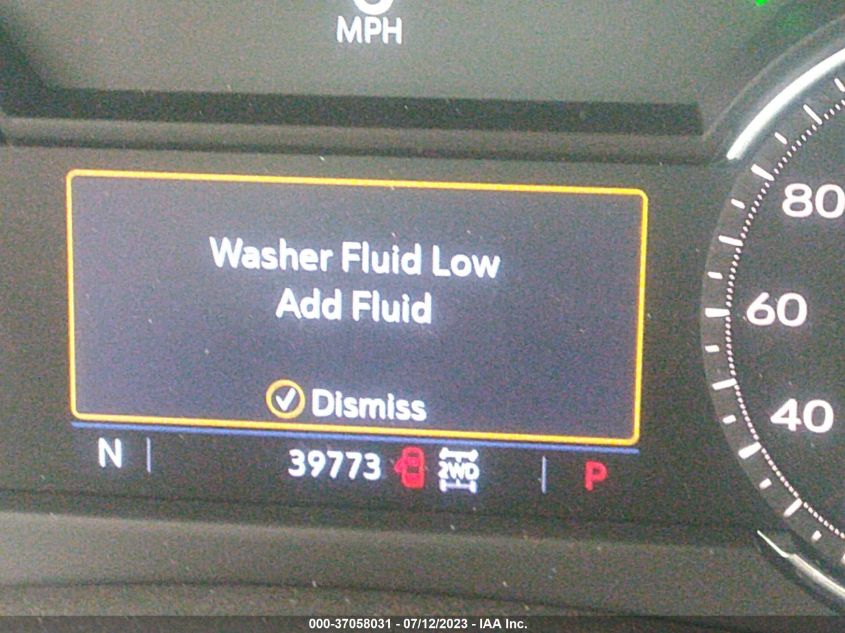 MPH
80
Washer Fluid Low
Add Fluid
60
Dismiss
40
N 39773 2WD P
000-37058031 - 07/12/2023 - IAA Inc.